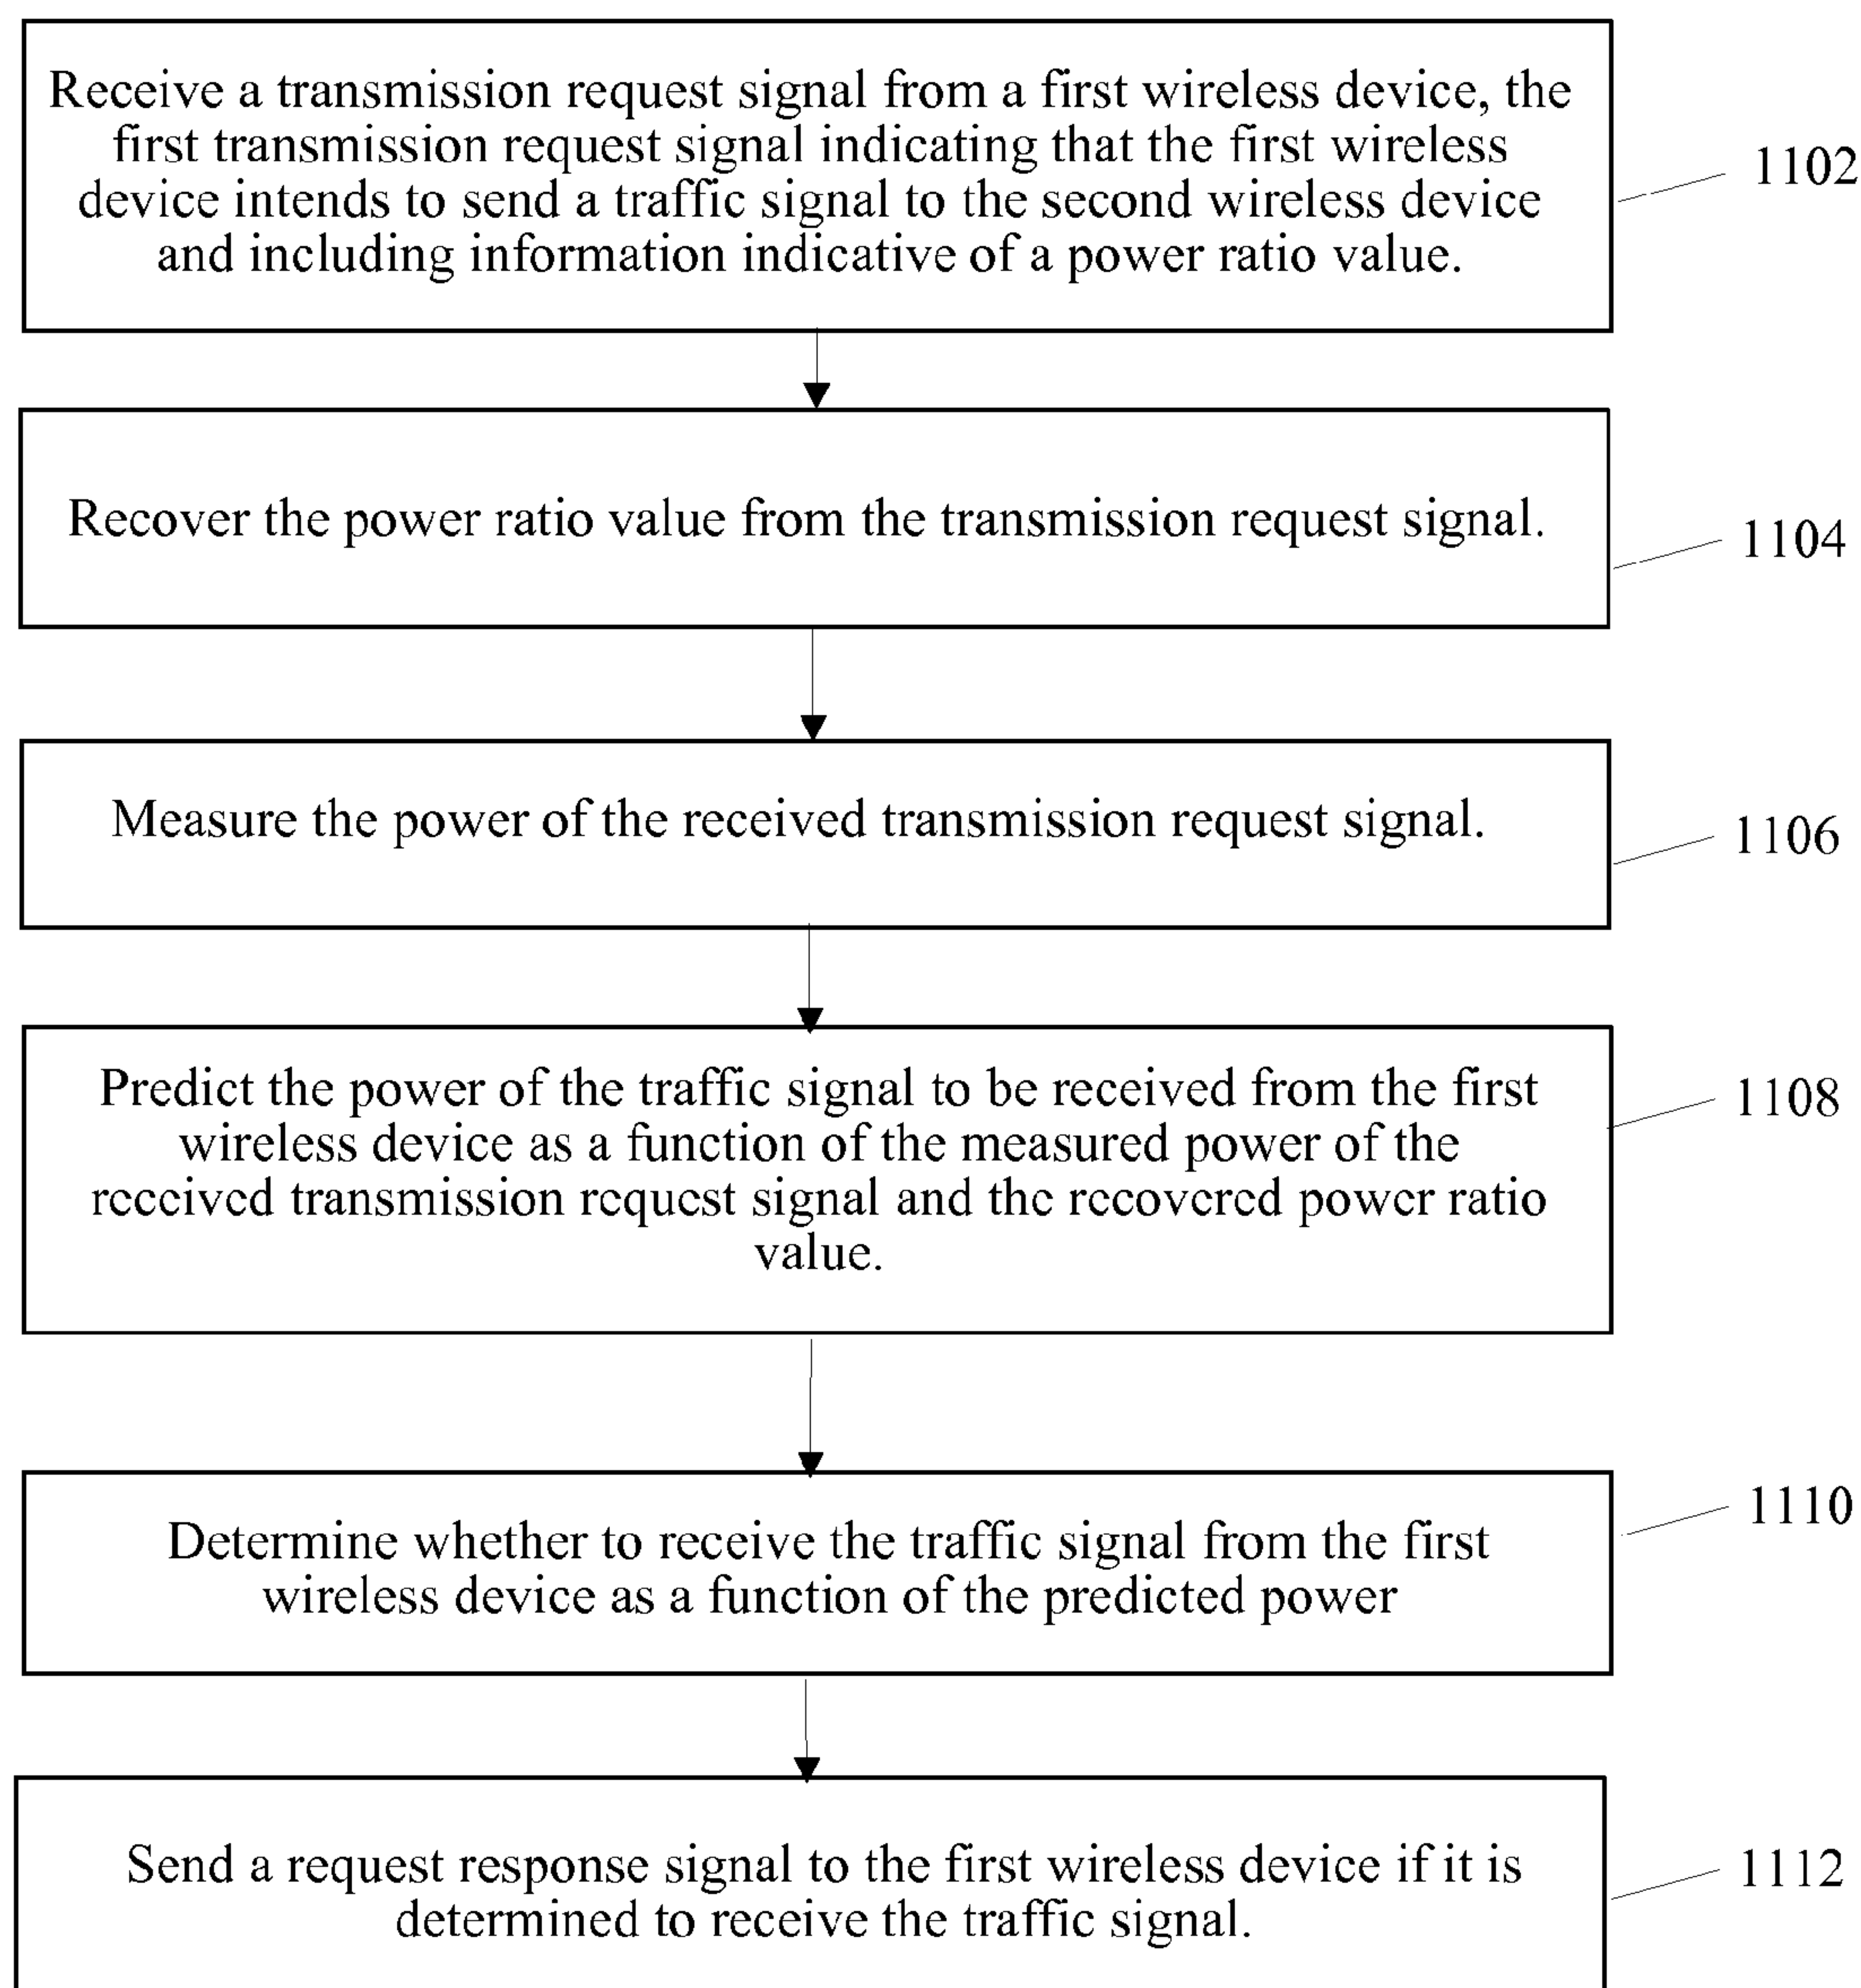 Receive a transmission request signal from a first wireless device, the
first transmission request signal indicating that the first wireless
device intends to send a traffic signal to the second wireless device
and including information indicative of a power ratio value.
1102
Recover the power ratio value from the transmission request signal.
1104
Measure the power of the received transmission request signal.
1106
Predict the power of the traffic signal to be received from the first
wireless device as a function of the measured power of the
received transmission request signal and the recovered power ratio
value.
1108
Determine whether to receive the traffic signal from the first
wireless device as a function of the predicted power
1110
Send a request response signal to the first wireless device if it is
determined to receive the traffic signal.
1112